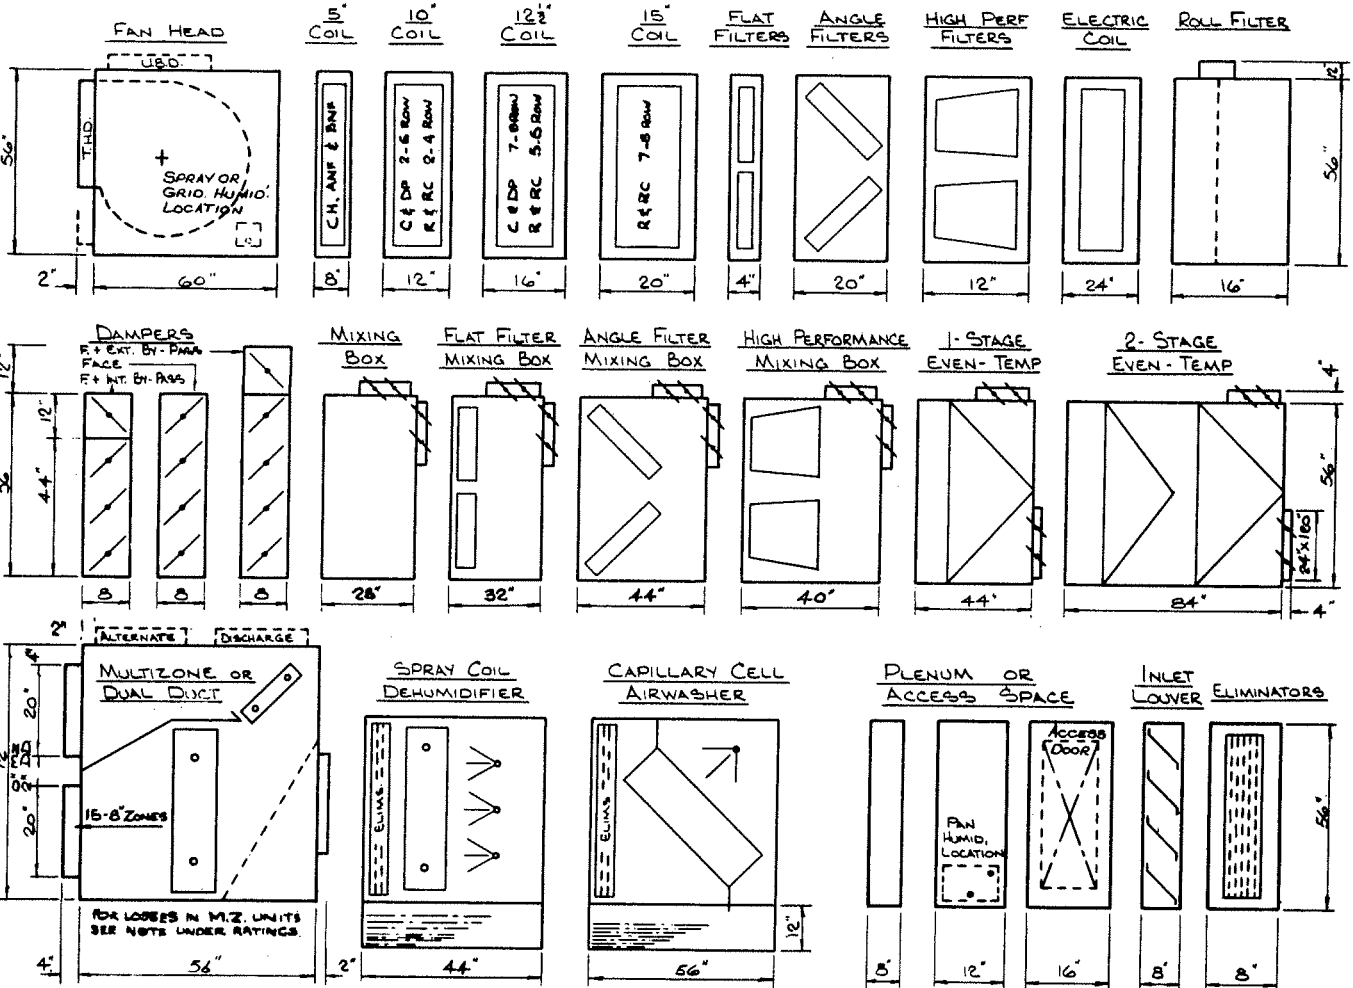 FAN HEAD
5"
COIL
10"
COIL
12½"
COIL
15"
COIL
FLAT
FILTERS
ANGLE
FILTERS
HIGH PERF
FILTERS
ELECTRIC
COIL
ROLL FILTER
U.B.D.
T.H.D.
56"
SPRAY OR
GRID. HUMID.
LOCATION
2"
60"
CH, ANF & BNF
8"
C & DP 2-6 ROW
R & RC 2-4 ROW
12"
C & DP 7-8 ROW
R & RC 5-6 ROW
16"
R & RC 7-8 ROW
20"
4"
20"
12"
24"
16"
12"
56"
DAMPERS
F. + EXT. BY-PASS
FACE
F. + INT. BY-PASS
12"
12"
44"
8
8
8
MIXING
BOX
28"
FLAT FILTER
MIXING BOX
32"
ANGLE FILTER
MIXING BOX
44"
HIGH PERFORMANCE
MIXING BOX
40"
1-STAGE
EVEN-TEMP
44"
2-STAGE
EVEN-TEMP
84"
4"
56"
24"x180"
4"
2"
ALTERNATE
DISCHARGE
MULTIZONE OR
DUAL DUCT
4"
20"
20"
15-8" ZONES
FOR LOSSES IN M.Z. UNITS
SEE NOTE UNDER RATINGS.
4"
56"
2"
SPRAY COIL
DEHUMIDIFIER
ELIMS.
44"
CAPILLARY CELL
AIRWASHER
ELIMS.
12"
56"
PLENUM OR
ACCESS SPACE
PAN
HUMID.
LOCATION
ACCESS
DOOR
8"
12"
16"
INLET
LOUVER
8"
ELIMINATORS
8"
56"